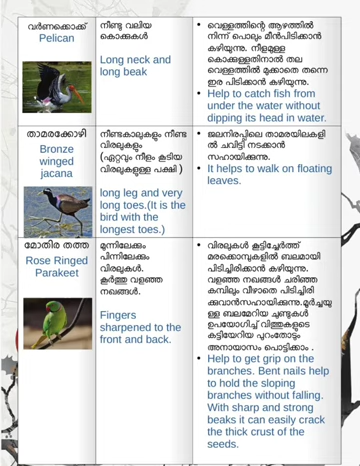 വർണക്കൊക്ക്
Pelican
നീണ്ട വലിയ
കൊക്കുകൾ
Long neck and
long beak
• വെള്ളത്തിന്റെ ആഴത്തിൽ
നിന്ന് പൊലും മീൻപിടിക്കാൻ
കഴിയുന്നു. നീളമുള്ള
കൊക്കുള്ളതിനാൽ തല
വെള്ളത്തിൽ മുക്കാതെ തന്നെ
ഇര പിടിക്കാൻ കഴിയുന്നു.
• Help to catch fish from
under the water without
dipping its head in water.
താമരക്കോഴി
Bronze
winged
jacana
നീണ്ടകാലുകളും നീണ്ട
വിരലുകളും
(ഏറ്റവും നീളം കൂടിയ
വിരലുകളുള്ള പക്ഷി )
long leg and very
long toes.(It is the
bird with the
longest toes.)
• ജലനിരപ്പിലെ താമരയിലകളി
ൽ ചവിട്ടി നടക്കാൻ
സഹായിക്കുന്നു.
• It helps to walk on floating
leaves.
മോതിര തത്ത
Rose Ringed
Parakeet
മുന്നിലേക്കും
പിന്നിലേക്കും
വിരലുകൾ.
കൂർത്തു വളഞ്ഞ
നഖങ്ങൾ.
Fingers
sharpened to the
front and back.
• വിരലുകൾ കൂട്ടിച്ചേർത്ത്
മരക്കൊമ്പുകളിൽ ബലമായി
പിടിച്ചിരിക്കാൻ കഴിയുന്നു.
വളഞ്ഞ നഖങ്ങൾ ചരിഞ്ഞ
കമ്പിലും വീഴാതെ പിടിച്ചിരി
ക്കുവാൻസഹായിക്കുന്നു.മൂർച്ചയു
ള്ള ബലമേറിയ ചുണ്ടുകൾ
ഉപയോഗിച്ച് വിത്തുകളുടെ
കട്ടിയേറിയ പുറംതോടും
അനായാസം പൊട്ടിക്കാം .
• Help to get grip on the
branches. Bent nails help
to hold the sloping
branches without falling.
With sharp and strong
beaks it can easily crack
the thick crust of the
seeds.